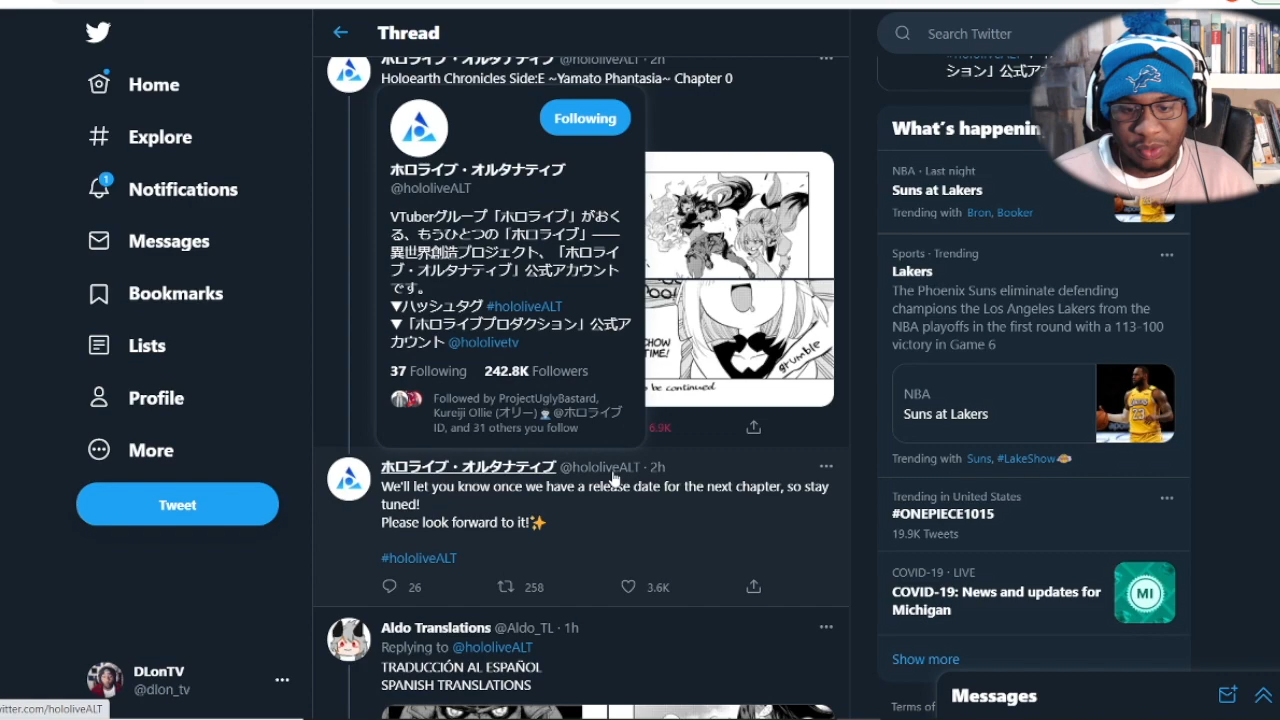 Home
Explore
1
Notifications
Messages
Bookmarks
Lists
Profile
More
Tweet
DLonTV
@dlon_tv
witter.com/hololiveALT
Thread
ホロライブ・オルタナティブ @hololiveALT · 2h
Holoearth Chronicles Side:E ~Yamato Phantasia~ Chapter 0
Following
ホロライブ・オルタナティブ
@hololiveALT
VTuberグループ「ホロライブ」がおく
る、もうひとつの「ホロライブ」——
異世界創造プロジェクト、「ホロライ
ブ・オルタナティブ」公式アカウント
です。
▼ハッシュタグ #hololiveALT
▼「ホロライブプロダクション」公式ア
カウント @hololivetv
37 Following 242.8K Followers
Followed by ProjectUglyBastard,
Kureiji Ollie (オリー)🧟‍♀️@ホロライブ
ID, and 31 others you follow
SHOW
TIME!
grumble
be continued
6.9K
ホロライブ・オルタナティブ @hololiveALT · 2h
We'll let you know once we have a release date for the next chapter, so stay
tuned!
Please look forward to it!✨
#hololiveALT
26 258 3.6K
Aldo Translations @Aldo_TL · 1h
Replying to @hololiveALT
TRADUCCIÓN AL ESPAÑOL
SPANISH TRANSLATIONS
Search Twitter
ション」公式ア
What's happenin
NBA · Last night
Suns at Lakers
Trending with Bron, Booker
Sports · Trending
Lakers
The Phoenix Suns eliminate defending
champions the Los Angeles Lakers from the
NBA playoffs in the first round with a 113-100
victory in Game 6
NBA
Suns at Lakers
Trending with Suns, #LakeShow
Trending in United States
#ONEPIECE1015
19.9K Tweets
COVID-19 · LIVE
COVID-19: News and updates for
Michigan
MI
Show more
Terms of
Messages